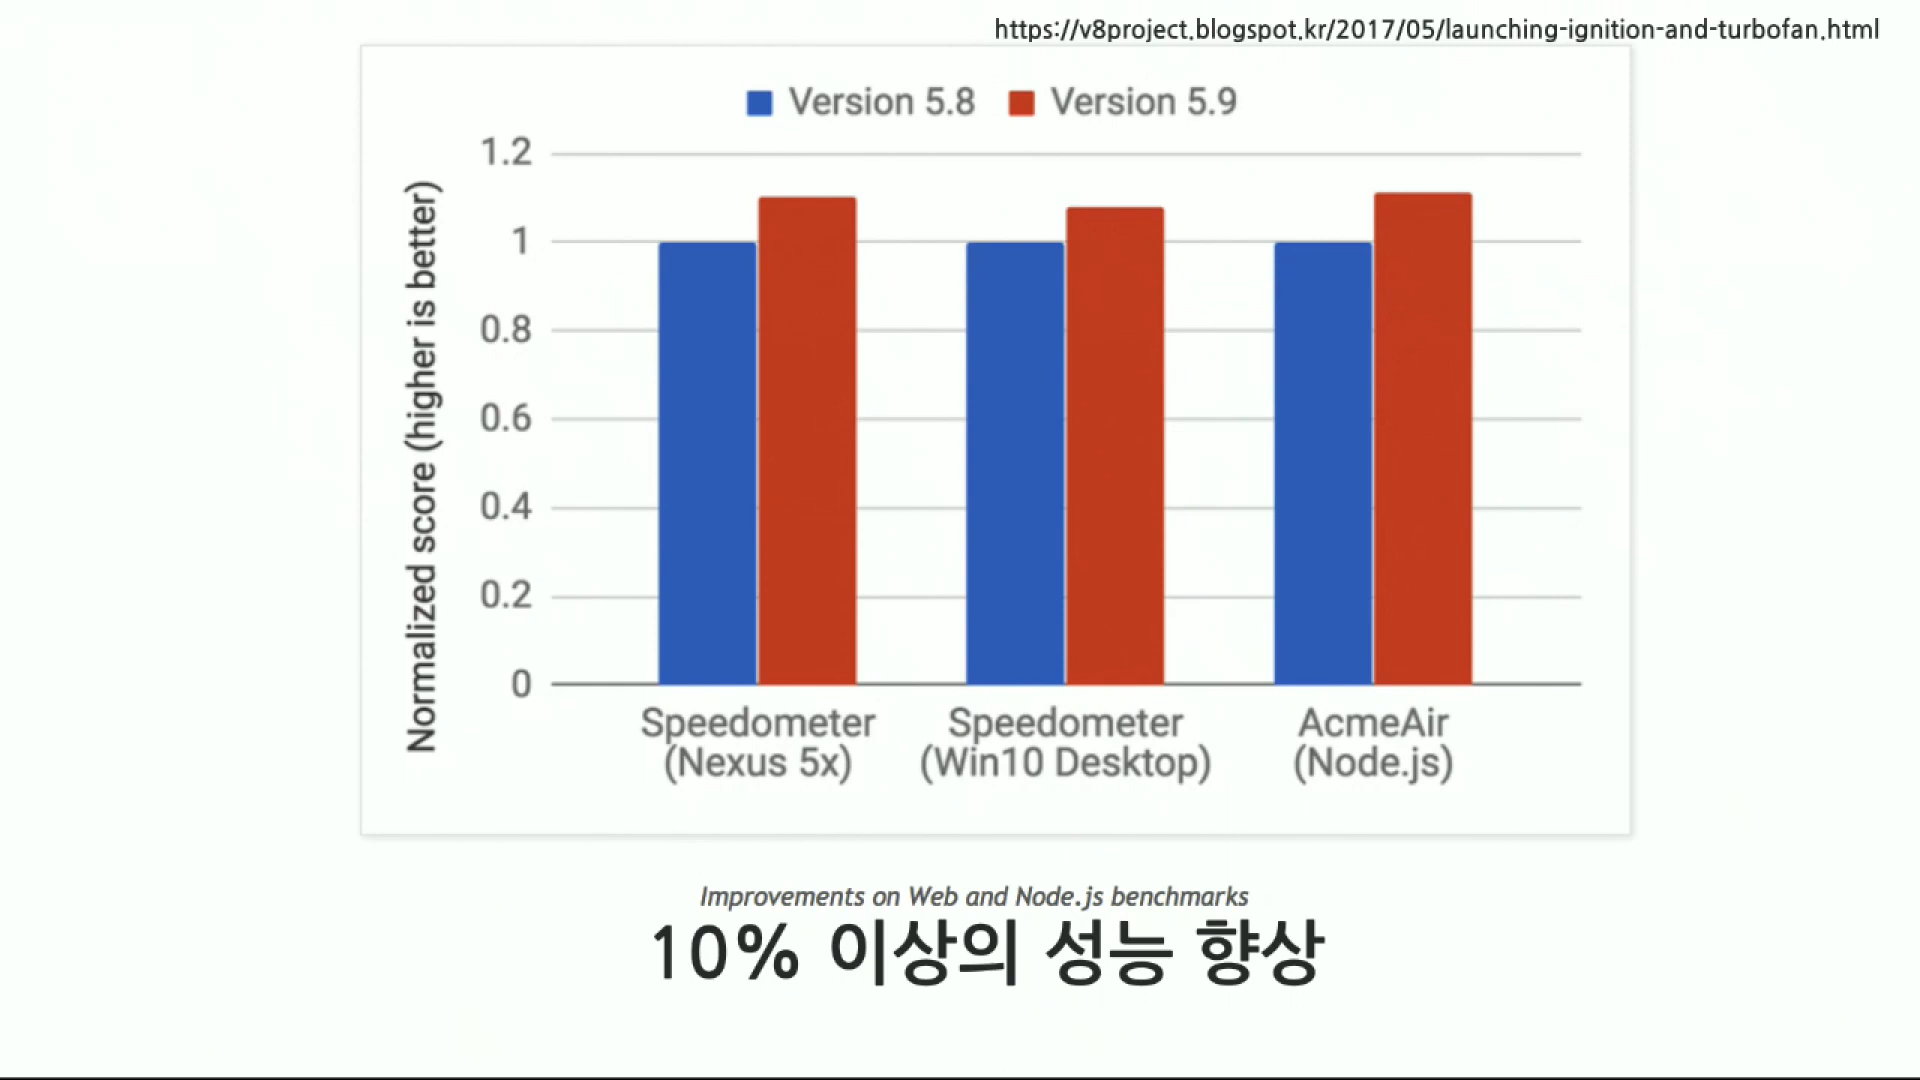 https://v8project.blogspot.kr/2017/05/launching-ignition-and-turbofan.html
Version 5.8 Version 5.9
Normalized score (higher is better)
1.2
1
0.8
0.6
0.4
0.2
0
Speedometer
(Nexus 5x)
Speedometer
(Win10 Desktop)
AcmeAir
(Node.js)
Improvements on Web and Node.js benchmarks
10% 이상의 성능 향상